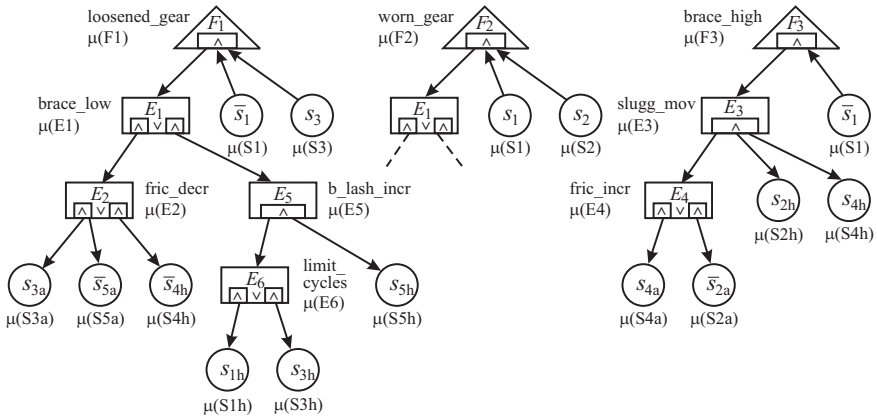 loosened_gear
μ(F1)
F1
∧
worn_gear
μ(F2)
F2
∧
brace_high
μ(F3)
F3
∧
brace_low
μ(E1)
E1
∧ ∨ ∧
s̅1
μ(S1)
s3
μ(S3)
E1
∧ ∨ ∧
s1
μ(S1)
s2
μ(S2)
slugg_mov
μ(E3)
E3
∧
s̅1
μ(S1)
E2
∧ ∨ ∧
fric_decr
μ(E2)
E5
∧
b_lash_incr
μ(E5)
fric_incr
μ(E4)
E4
∧ ∨ ∧
s2h
μ(S2h)
s4h
μ(S4h)
s3a
μ(S3a)
s̅5a
μ(S5a)
s̅4h
μ(S4h)
E6
∧ ∨ ∧
limit_
cycles
μ(E6)
s5h
μ(S5h)
s4a
μ(S4a)
s̅2a
μ(S2a)
s1h
μ(S1h)
s3h
μ(S3h)